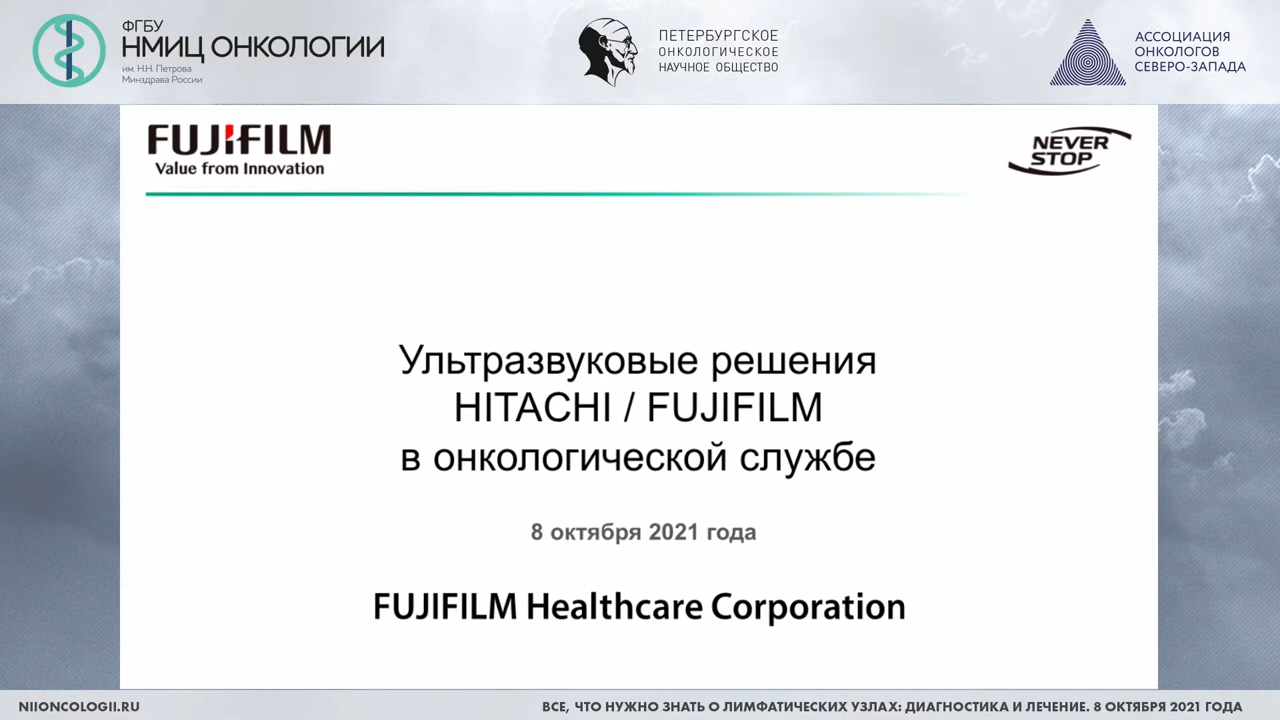 ФГБУ
НМИЦ ОНКОЛОГИИ
им. Н.Н. Петрова
Минздрава России
ПЕТЕРБУРГСКОЕ
ОНКОЛОГИЧЕСКОЕ
НАУЧНОЕ ОБЩЕСТВО
АССОЦИАЦИЯ
ОНКОЛОГОВ
СЕВЕРО-ЗАПАДА
FUJIFILM
Value from Innovation
NEVER
STOP
Ультразвуковые решения
HITACHI / FUJIFILM
в онкологической службе
8 октября 2021 года
FUJIFILM Healthcare Corporation
NIIONCOLOGII.RU
ВСЕ, ЧТО НУЖНО ЗНАТЬ О ЛИМФАТИЧЕСКИХ УЗЛАХ: ДИАГНОСТИКА И ЛЕЧЕНИЕ. 8 ОКТЯБРЯ 2021 ГОДА